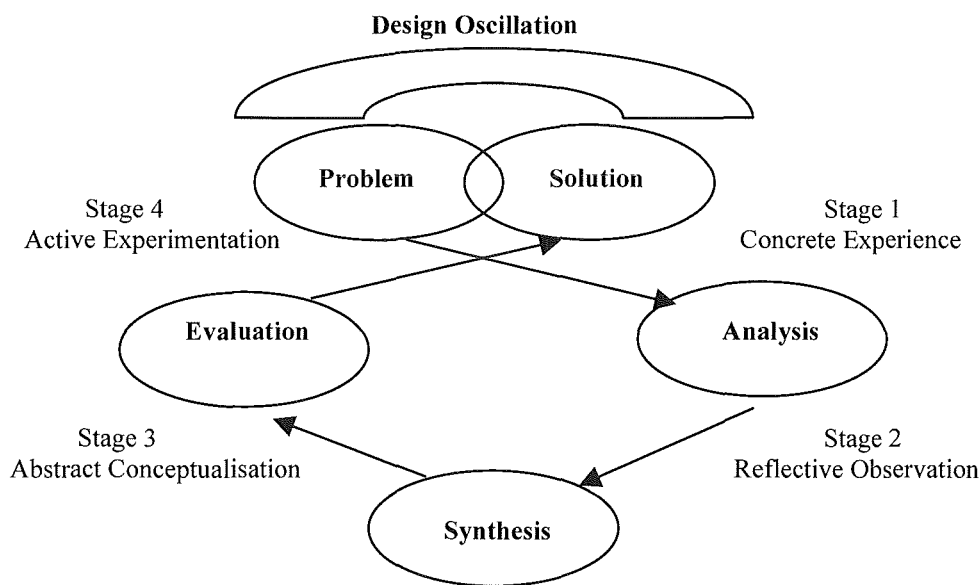 Design Oscillation
Problem
Solution
Stage 4
Active Experimentation
Stage 1
Concrete Experience
Evaluation
Analysis
Stage 3
Abstract Conceptualisation
Stage 2
Reflective Observation
Synthesis